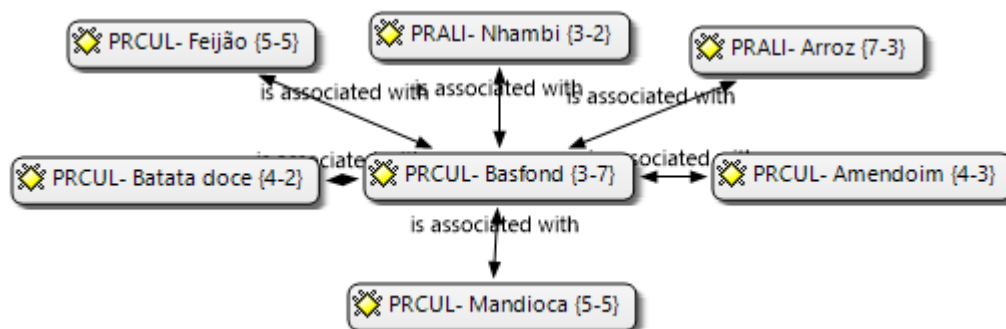 PRCUL- Feijão {5-5}
PRALI- Nhambi {3-2}
PRALI- Arroz {7-3}
is associated with
is associated with
is associated with
PRCUL- Batata doce {4-2}
associated
PRCUL- Basfond {3-7}
associated
PRCUL- Amendoim {4-3}
is associated with
PRCUL- Mandioca {5-5}